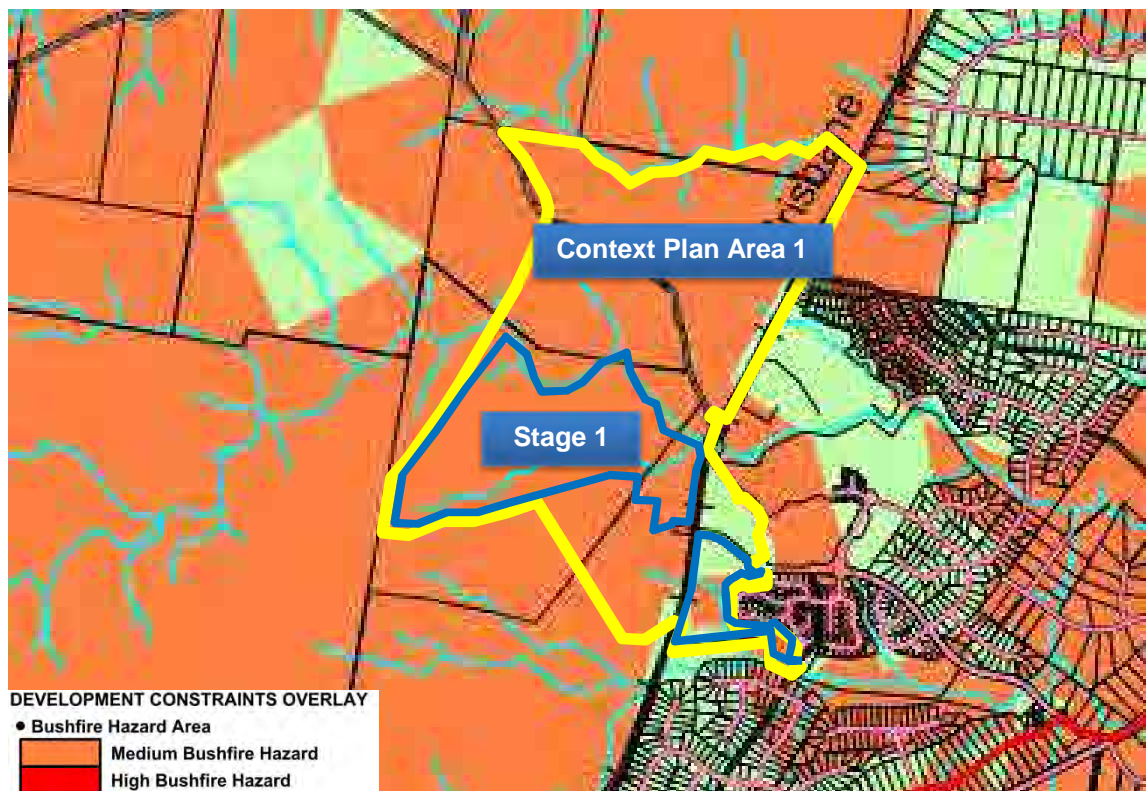 Context Plan Area 1
Stage 1
DEVELOPMENT CONSTRAINTS OVERLAY
• Bushfire Hazard Area
Medium Bushfire Hazard
High Bushfire Hazard